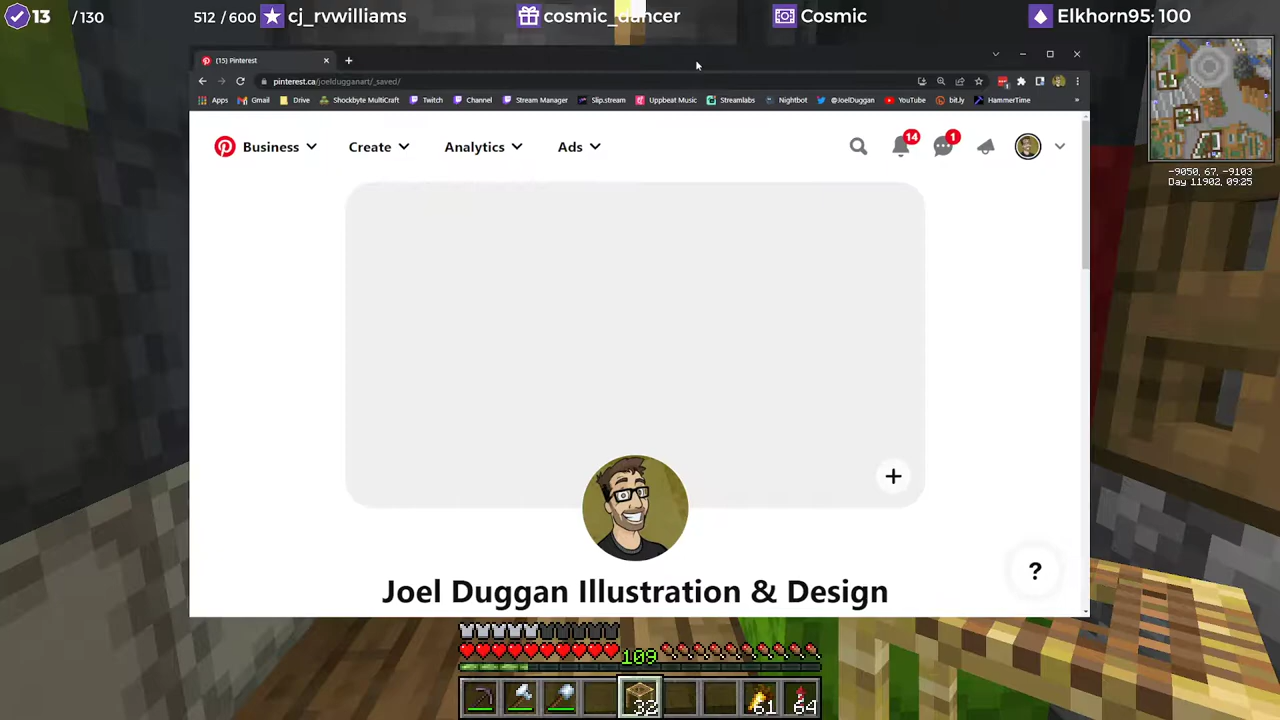 13 /130 512 / 600 cj_rvwilliams cosmic_dancer Cosmic Elkhorn95: 100
(15) Pinterest
pinterest.ca/joeldugganart/_saved/
Apps Gmail Drive Shockbyte MultiCraft Twitch Channel Stream Manager Slip.stream Uppbeat Music Streamlabs Nightbot @JoelDuggan YouTube bit.ly HammerTime »
Business Create Analytics Ads 14 1
-9050, 67, -9103
Day 11902, 09:25
+
?
Joel Duggan Illustration & Design
109
32 61 64